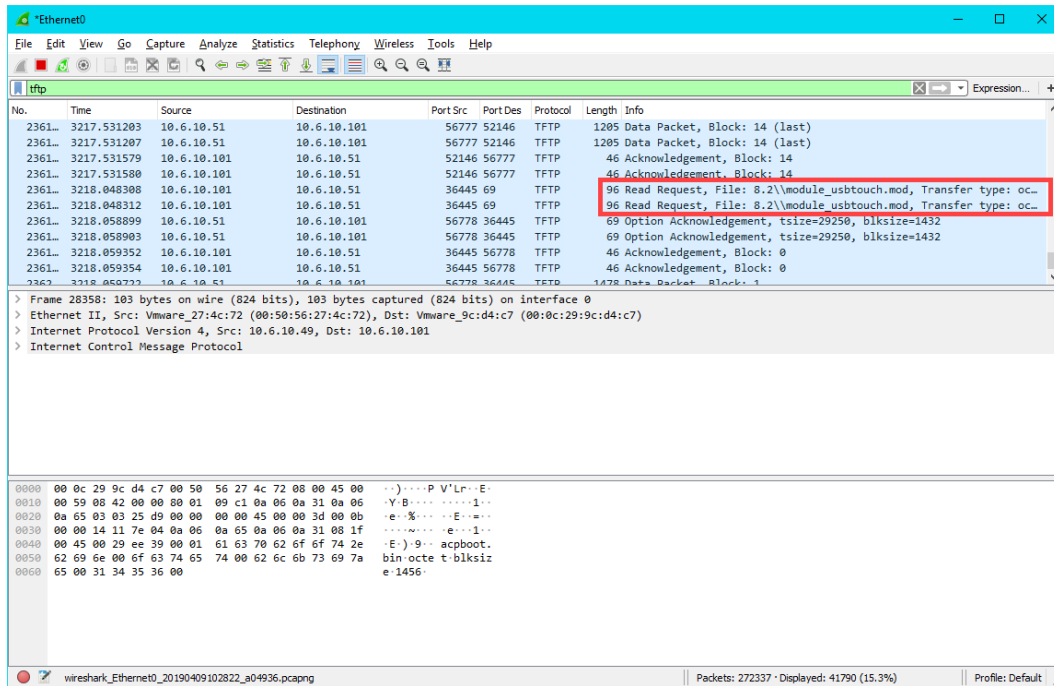 *Ethernet0
File Edit View Go Capture Analyze Statistics Telephony Wireless Tools Help
tftp Expression... +
No. Time Source Destination Port Src Port Des Protocol Length Info
2361… 3217.531203 10.6.10.51 10.6.10.101 56777 52146 TFTP 1205 Data Packet, Block: 14 (last)
2361… 3217.531207 10.6.10.51 10.6.10.101 56777 52146 TFTP 1205 Data Packet, Block: 14 (last)
2361… 3217.531579 10.6.10.101 10.6.10.51 52146 56777 TFTP 46 Acknowledgement, Block: 14
2361… 3217.531580 10.6.10.101 10.6.10.51 52146 56777 TFTP 46 Acknowledgement, Block: 14
2361… 3218.048308 10.6.10.101 10.6.10.51 36445 69 TFTP 96 Read Request, File: 8.2\\module_usbtouch.mod, Transfer type: oc…
2361… 3218.048312 10.6.10.101 10.6.10.51 36445 69 TFTP 96 Read Request, File: 8.2\\module_usbtouch.mod, Transfer type: oc…
2361… 3218.058899 10.6.10.51 10.6.10.101 56778 36445 TFTP 69 Option Acknowledgement, tsize=29250, blksize=1432
2361… 3218.058903 10.6.10.51 10.6.10.101 56778 36445 TFTP 69 Option Acknowledgement, tsize=29250, blksize=1432
2361… 3218.059352 10.6.10.101 10.6.10.51 36445 56778 TFTP 46 Acknowledgement, Block: 0
2361… 3218.059354 10.6.10.101 10.6.10.51 36445 56778 TFTP 46 Acknowledgement, Block: 0
2362… 3218.059722 10.6.10.51 10.6.10.101 56778 36445 TFTP 1478 Data Packet, Block: 1
> Frame 28358: 103 bytes on wire (824 bits), 103 bytes captured (824 bits) on interface 0
> Ethernet II, Src: Vmware_27:4c:72 (00:50:56:27:4c:72), Dst: Vmware_9c:d4:c7 (00:0c:29:9c:d4:c7)
> Internet Protocol Version 4, Src: 10.6.10.49, Dst: 10.6.10.101
> Internet Control Message Protocol
0000 00 0c 29 9c d4 c7 00 50 56 27 4c 72 08 00 45 00 ··)····P V'Lr··E·
0010 00 59 08 42 00 00 80 01 09 c1 0a 06 0a 31 0a 06 ·Y·B···· ·····1··
0020 0a 65 03 03 25 d9 00 00 00 00 45 00 00 3d 00 0b ·e··%··· ··E··=··
0030 00 00 14 11 7e 04 0a 06 0a 65 0a 06 0a 31 08 1f ····~··· ·e···1··
0040 00 45 00 29 ee 39 00 01 61 63 70 62 6f 6f 74 2e ·E·)·9·· acpboot.
0050 62 69 6e 00 6f 63 74 65 74 00 62 6c 6b 73 69 7a bin·octe t·blksiz
0060 65 00 31 34 35 36 00 e·1456·
wireshark_Ethernet0_20190409102822_a04936.pcapng Packets: 272337 · Displayed: 41790 (15.3%) Profile: Default